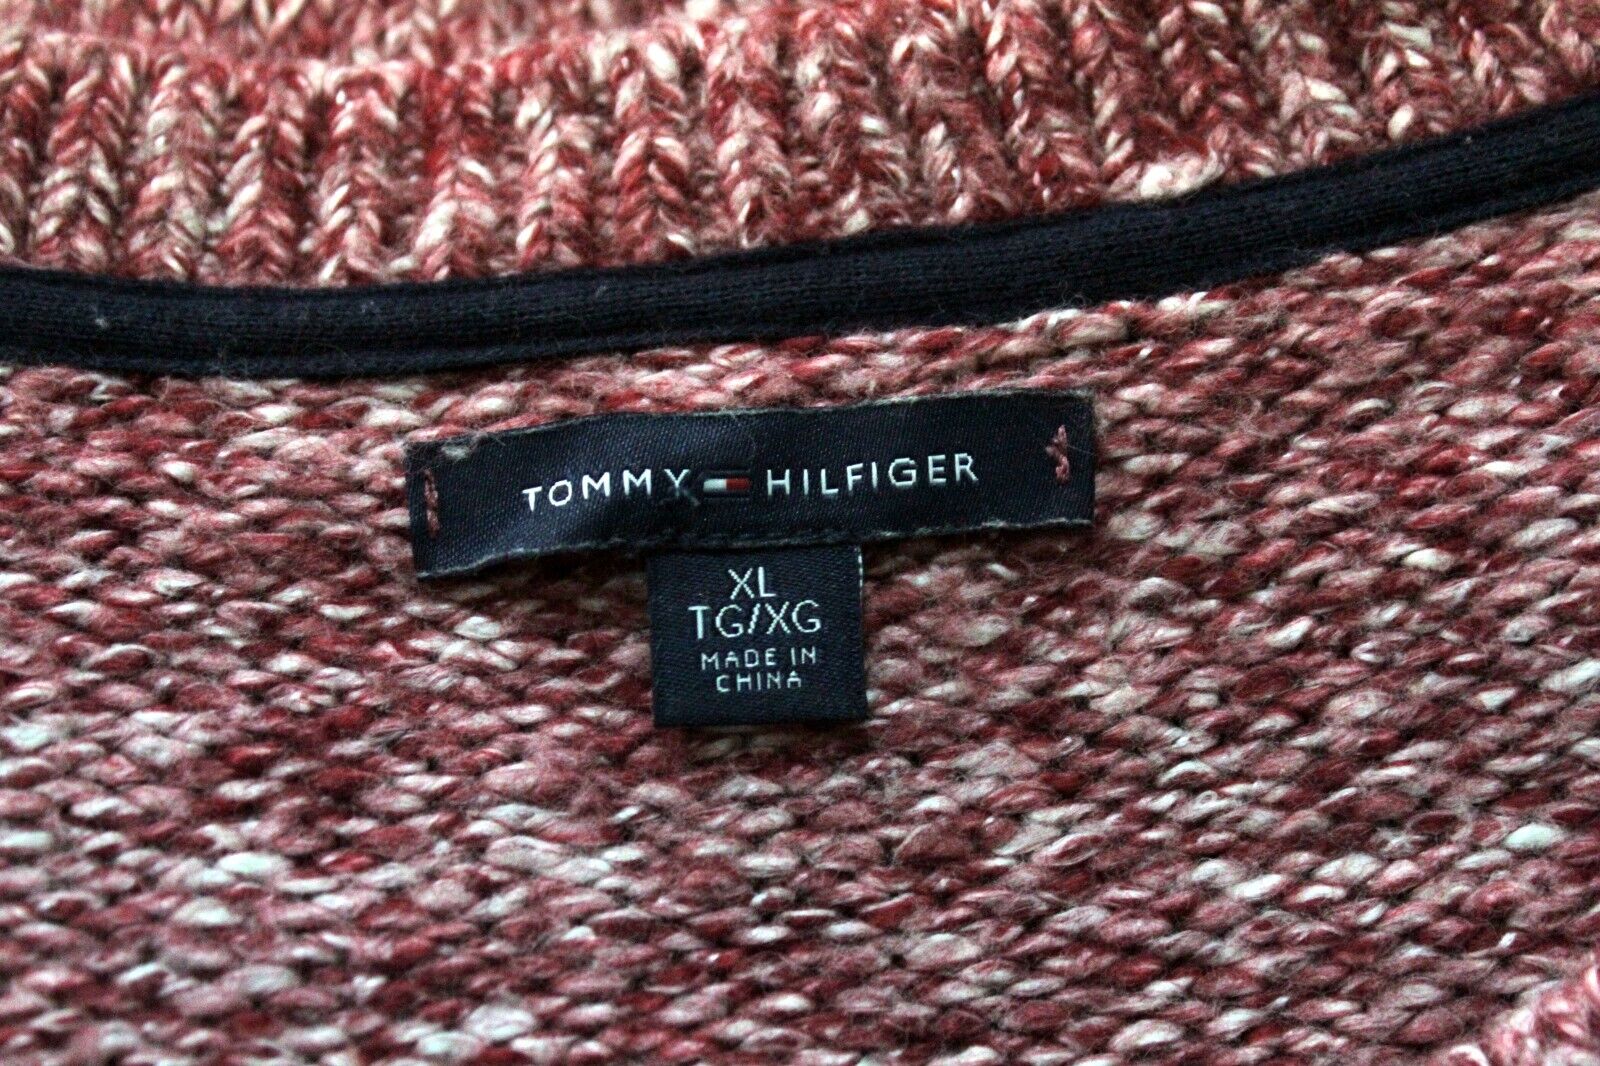 TOMMY HILFIGER
XL
TG/XG
MADE IN
CHINA